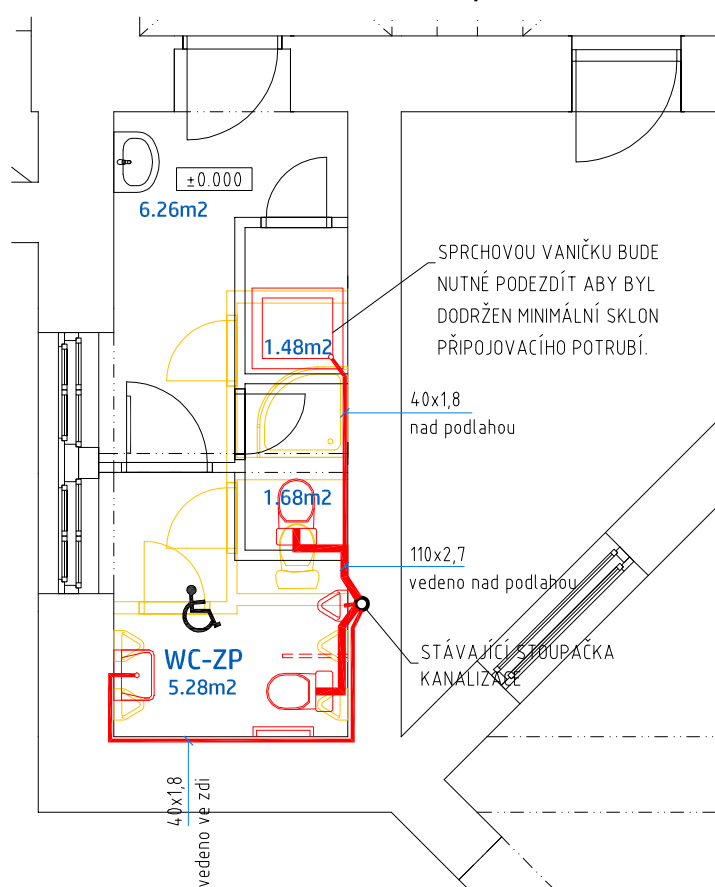 ±0.000
6.26m2
SPRCHOVOU VANIČKU BUDE
NUTNÉ PODEZDÍT ABY BYL
DODRŽEN MINIMÁLNÍ SKLON
PŘIPOJOVACÍHO POTRUBÍ.
1.48m2
40x1,8
nad podlahou
1.68m2
110x2,7
vedeno nad podlahou
STÁVAJÍCÍ STOUPAČKA
KANALIZACE
WC-ZP
5.28m2
40x1,8
vedeno ve zdi